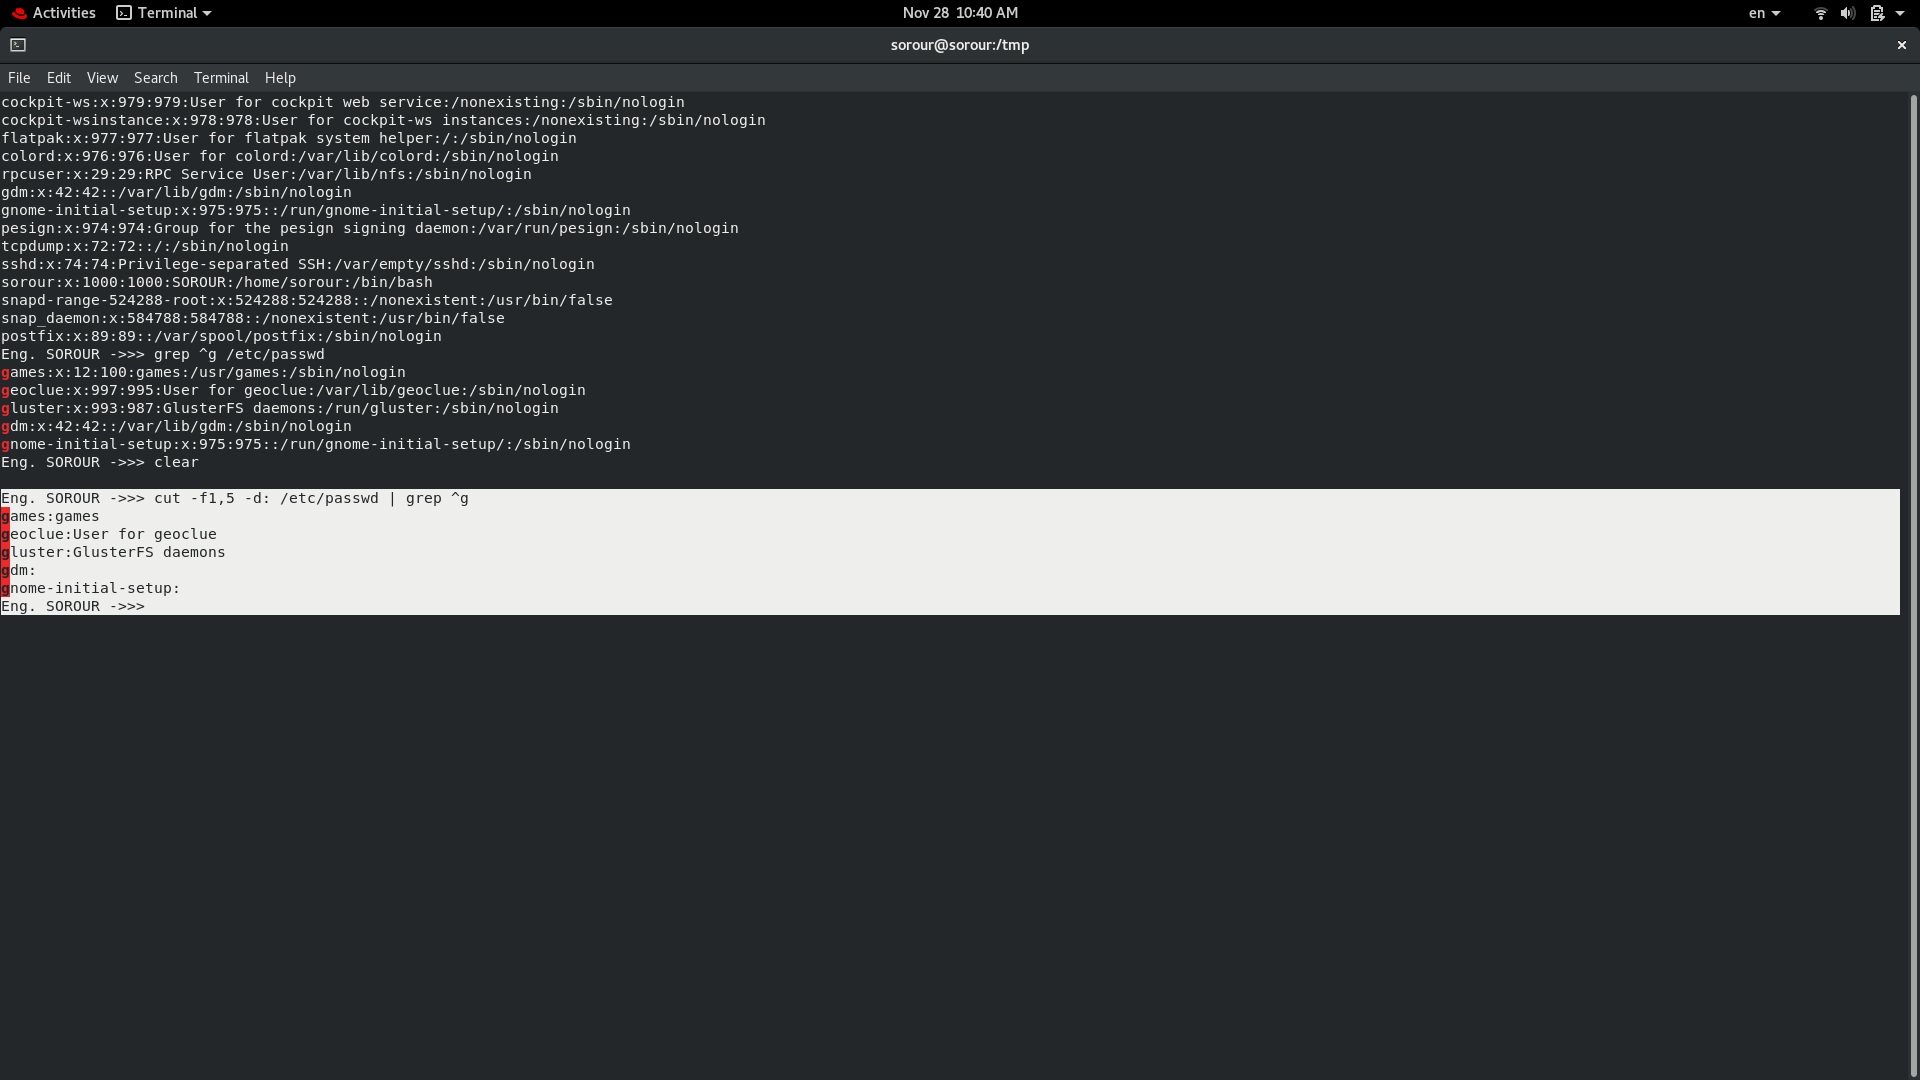 Activities Terminal Nov 28 10:40 AM en
sorour@sorour:/tmp
File Edit View Search Terminal Help
cockpit-ws:x:979:979:User for cockpit web service:/nonexisting:/sbin/nologin
cockpit-wsinstance:x:978:978:User for cockpit-ws instances:/nonexisting:/sbin/nologin
flatpak:x:977:977:User for flatpak system helper:/:/sbin/nologin
colord:x:976:976:User for colord:/var/lib/colord:/sbin/nologin
rpcuser:x:29:29:RPC Service User:/var/lib/nfs:/sbin/nologin
gdm:x:42:42::/var/lib/gdm:/sbin/nologin
gnome-initial-setup:x:975:975::/run/gnome-initial-setup/:/sbin/nologin
pesign:x:974:974:Group for the pesign signing daemon:/var/run/pesign:/sbin/nologin
tcpdump:x:72:72::/:/sbin/nologin
sshd:x:74:74:Privilege-separated SSH:/var/empty/sshd:/sbin/nologin
sorour:x:1000:1000:SOROUR:/home/sorour:/bin/bash
snapd-range-524288-root:x:524288:524288::/nonexistent:/usr/bin/false
snap_daemon:x:584788:584788::/nonexistent:/usr/bin/false
postfix:x:89:89::/var/spool/postfix:/sbin/nologin
Eng. SOROUR ->>> grep ^g /etc/passwd
games:x:12:100:games:/usr/games:/sbin/nologin
geoclue:x:997:995:User for geoclue:/var/lib/geoclue:/sbin/nologin
gluster:x:993:987:GlusterFS daemons:/run/gluster:/sbin/nologin
gdm:x:42:42::/var/lib/gdm:/sbin/nologin
gnome-initial-setup:x:975:975::/run/gnome-initial-setup/:/sbin/nologin
Eng. SOROUR ->>> clear
Eng. SOROUR ->>> cut -f1,5 -d: /etc/passwd | grep ^g
games:games
geoclue:User for geoclue
gluster:GlusterFS daemons
gdm:
gnome-initial-setup:
Eng. SOROUR ->>>